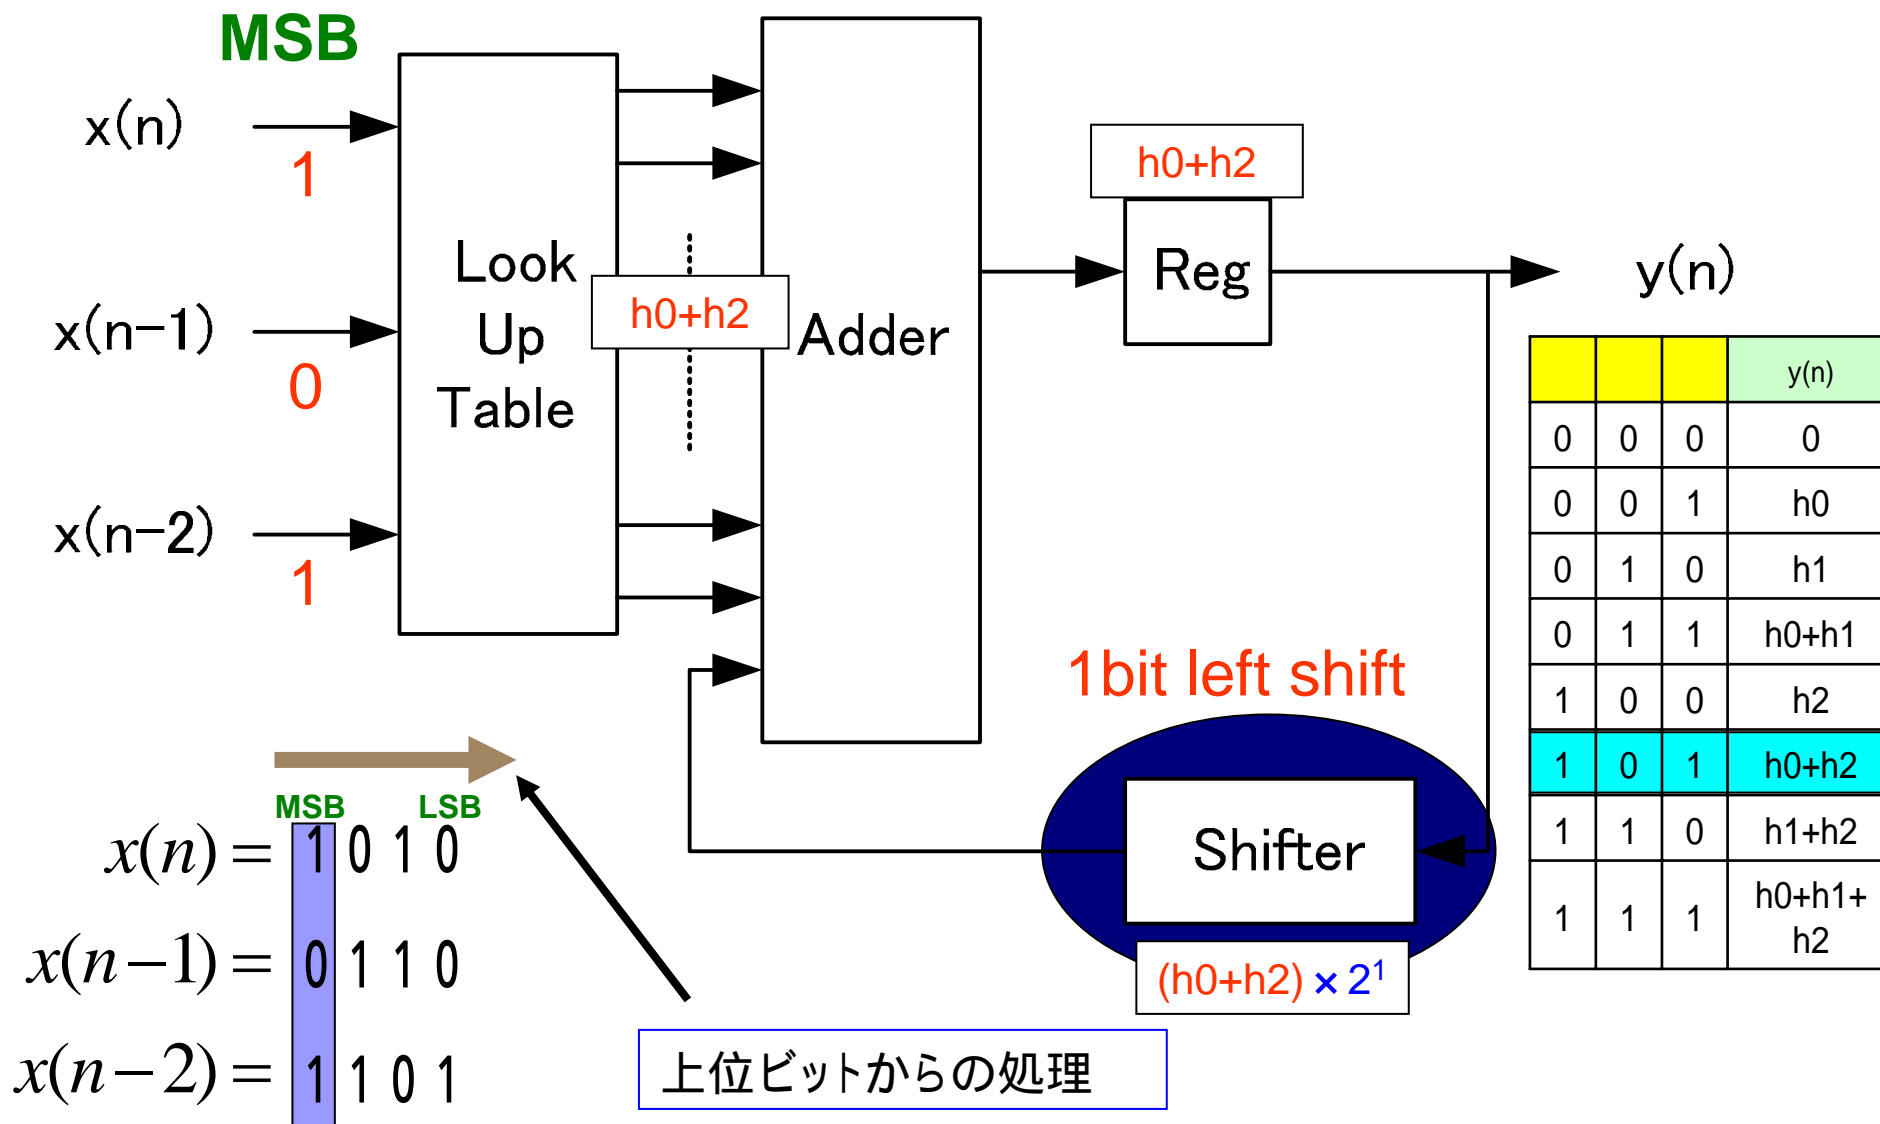 MSB
x(n)
1
x(n-1)
0
x(n-2)
1
Look
Up
Table
h0+h2
Adder
h0+h2
Reg
y(n)
1bit left shift
Shifter
(h0+h2) × 2¹
y(n)
0 0 0 0
0 0 1 h0
0 1 0 h1
0 1 1 h0+h1
1 0 0 h2
1 0 1 h0+h2
1 1 0 h1+h2
1 1 1 h0+h1+
h2
MSB LSB
x(n) = 1 0 1 0
x(n-1) = 0 1 1 0
x(n-2) = 1 1 0 1
上位ビットからの処理